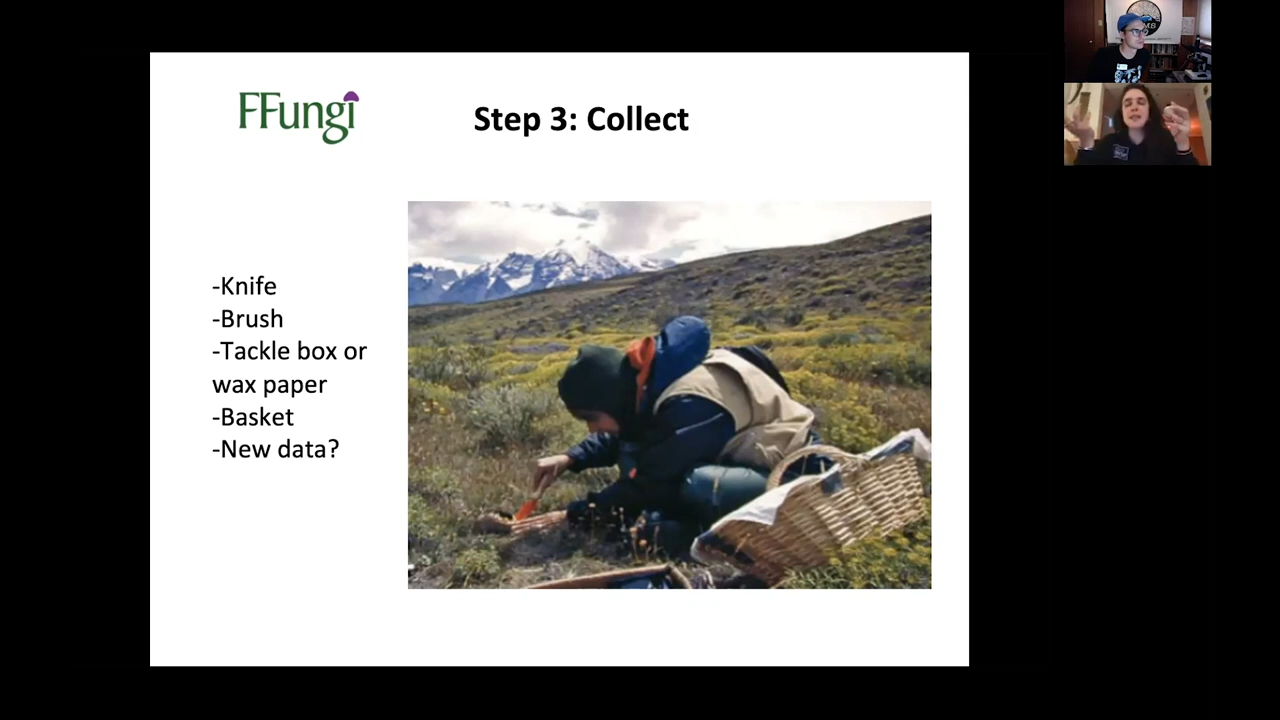 FFungi
Step 3: Collect
-Knife
-Brush
-Tackle box or
wax paper
-Basket
-New data?